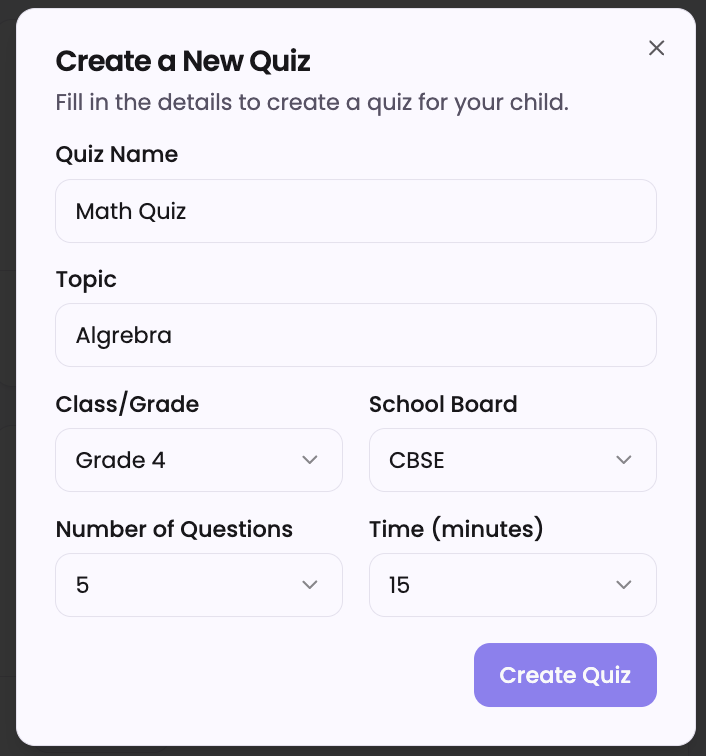 Create a New Quiz
Fill in the details to create a quiz for your child.
Quiz Name
Math Quiz
Topic
Algrebra
Class/Grade
School Board
Grade 4
CBSE
Number of Questions
Time (minutes)
5
15
Create Quiz